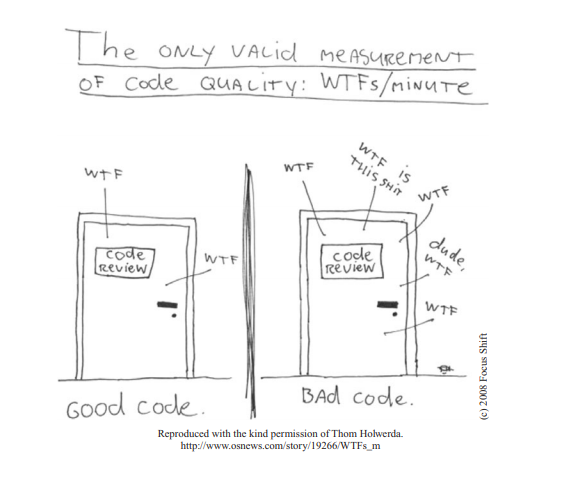 The ONLY VALID MEASUREMENT
OF Code QUALITY: WTFs/MINUTE
WTF
code
REVIEW
WTF
GOOD code.
WTF
WTF is
THIS SHIT
WTF
dude,
WTF
code
REVIEW
WTF
BAd code.
(c) 2008 Focus Shift
Reproduced with the kind permission of Thom Holwerda.
http://www.osnews.com/story/19266/WTFs_m